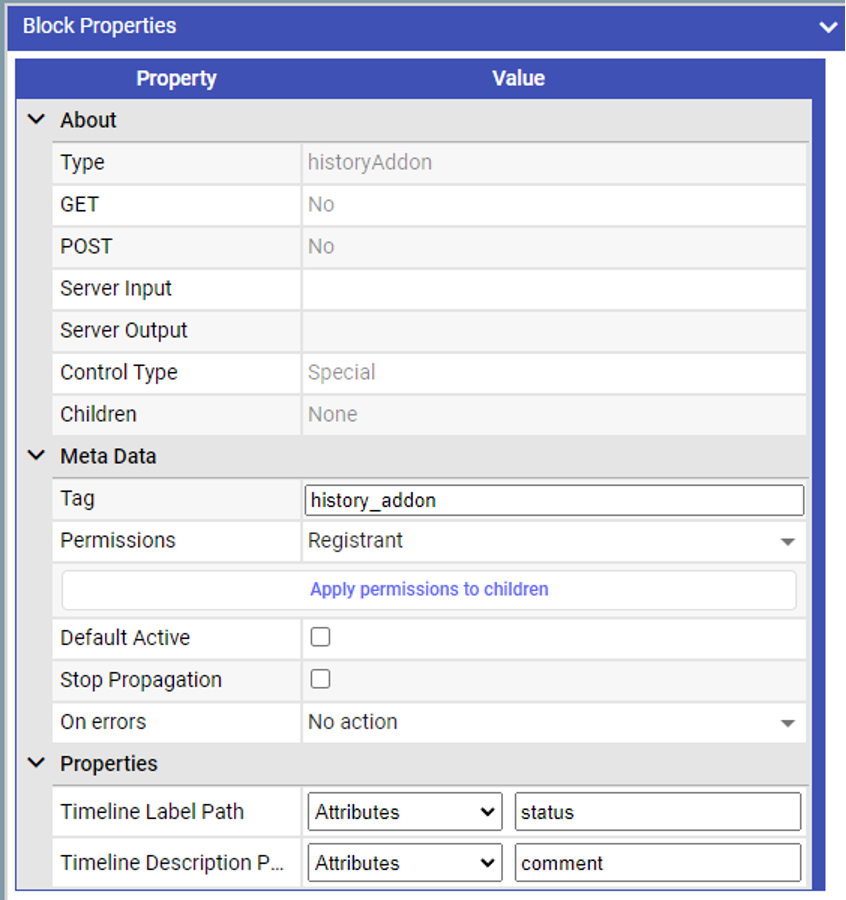 Block Properties
Property Value
About
Type historyAddon
GET No
POST No
Server Input
Server Output
Control Type Special
Children None
Meta Data
Tag history_addon
Permissions Registrant
Apply permissions to children
Default Active
Stop Propagation
On errors No action
Properties
Timeline Label Path Attributes status
Timeline Description P... Attributes comment